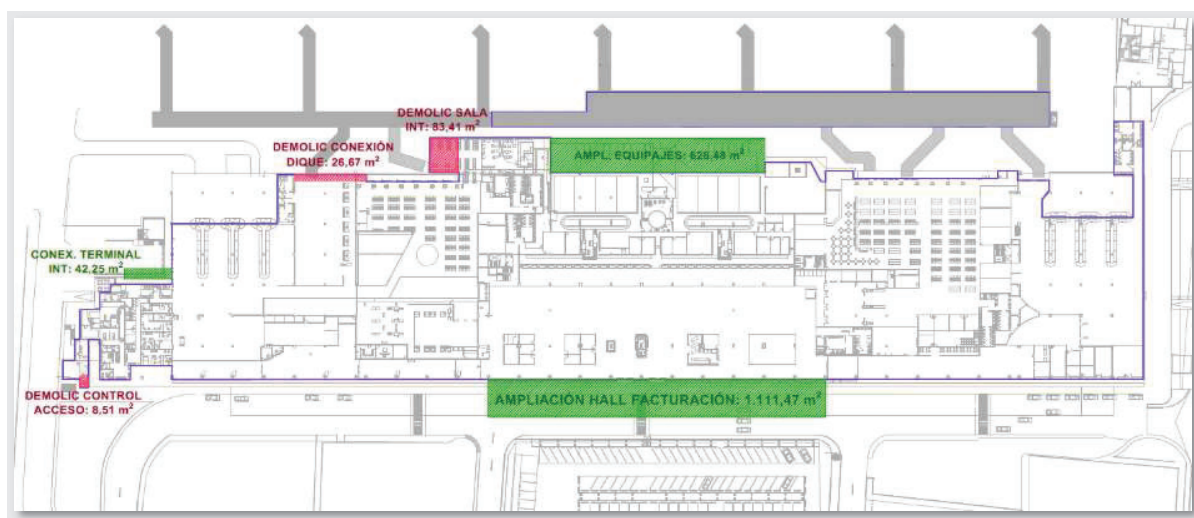 DEMOLIC SALA
INT: 83,41 m²
DEMOLIC CONEXIÓN
DIQUE: 26,67 m²
AMPL. EQUIPAJES: 626,48 m²
CONEX. TERMINAL
INT: 42,25 m²
DEMOLIC CONTROL
ACCESO: 8,51 m²
AMPLIACIÓN HALL FACTURACIÓN: 1.111,47 m²